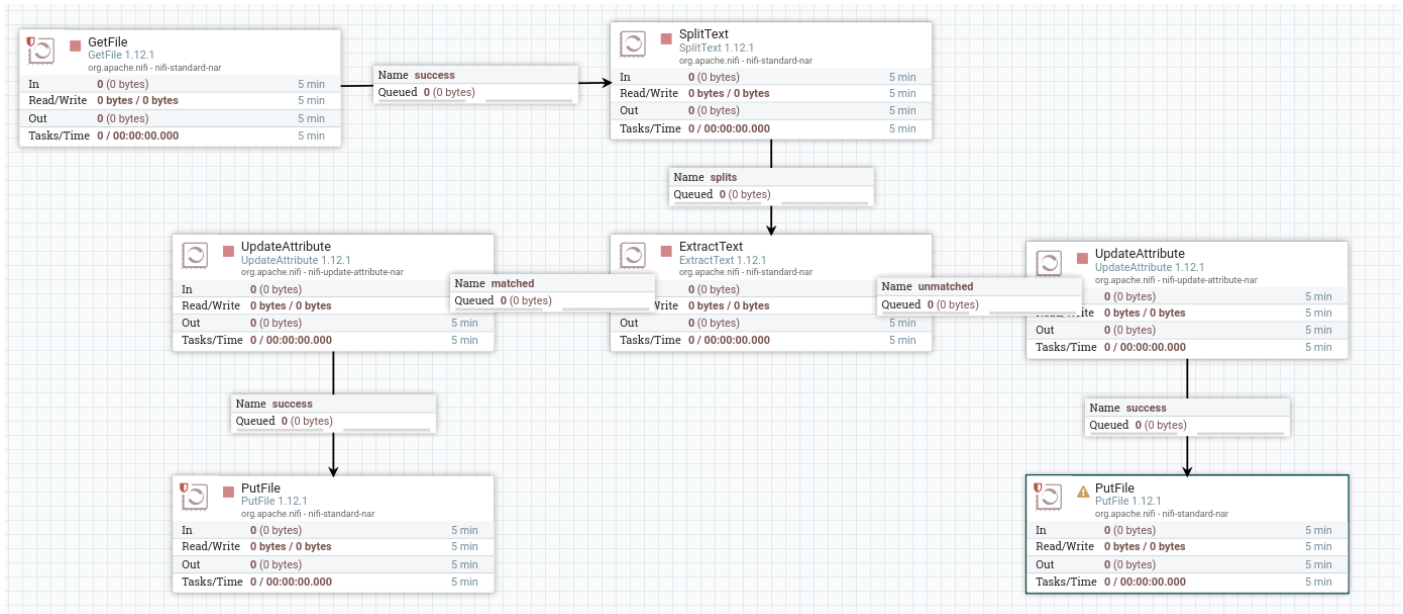 GetFile
GetFile 1.12.1
org.apache.nifi - nifi-standard-nar
In 0 (0 bytes) 5 min
Read/Write 0 bytes / 0 bytes 5 min
Out 0 (0 bytes) 5 min
Tasks/Time 0 / 00:00:00.000 5 min
Name success
Queued 0 (0 bytes)
SplitText
SplitText 1.12.1
org.apache.nifi - nifi-standard-nar
In 0 (0 bytes) 5 min
Read/Write 0 bytes / 0 bytes 5 min
Out 0 (0 bytes) 5 min
Tasks/Time 0 / 00:00:00.000 5 min
Name splits
Queued 0 (0 bytes)
UpdateAttribute
UpdateAttribute 1.12.1
org.apache.nifi - nifi-update-attribute-nar
In 0 (0 bytes)
Read/Write 0 bytes / 0 bytes
Out 0 (0 bytes) 5 min
Tasks/Time 0 / 00:00:00.000 5 min
Name matched
Queued 0 (0 bytes)
ExtractText
ExtractText 1.12.1
org.apache.nifi - nifi-standard-nar
0 (0 bytes)
Write 0 bytes / 0 bytes
Out 0 (0 bytes) 5 min
Tasks/Time 0 / 00:00:00.000 5 min
Name unmatched
Queued 0 (0 bytes)
UpdateAttribute
UpdateAttribute 1.12.1
org.apache.nifi - nifi-update-attribute-nar
0 (0 bytes) 5 min
Read/Write 0 bytes / 0 bytes 5 min
Out 0 (0 bytes) 5 min
Tasks/Time 0 / 00:00:00.000 5 min
Name success
Queued 0 (0 bytes)
Name success
Queued 0 (0 bytes)
PutFile
PutFile 1.12.1
org.apache.nifi - nifi-standard-nar
In 0 (0 bytes) 5 min
Read/Write 0 bytes / 0 bytes 5 min
Out 0 (0 bytes) 5 min
Tasks/Time 0 / 00:00:00.000 5 min
PutFile
PutFile 1.12.1
org.apache.nifi - nifi-standard-nar
In 0 (0 bytes) 5 min
Read/Write 0 bytes / 0 bytes 5 min
Out 0 (0 bytes) 5 min
Tasks/Time 0 / 00:00:00.000 5 min